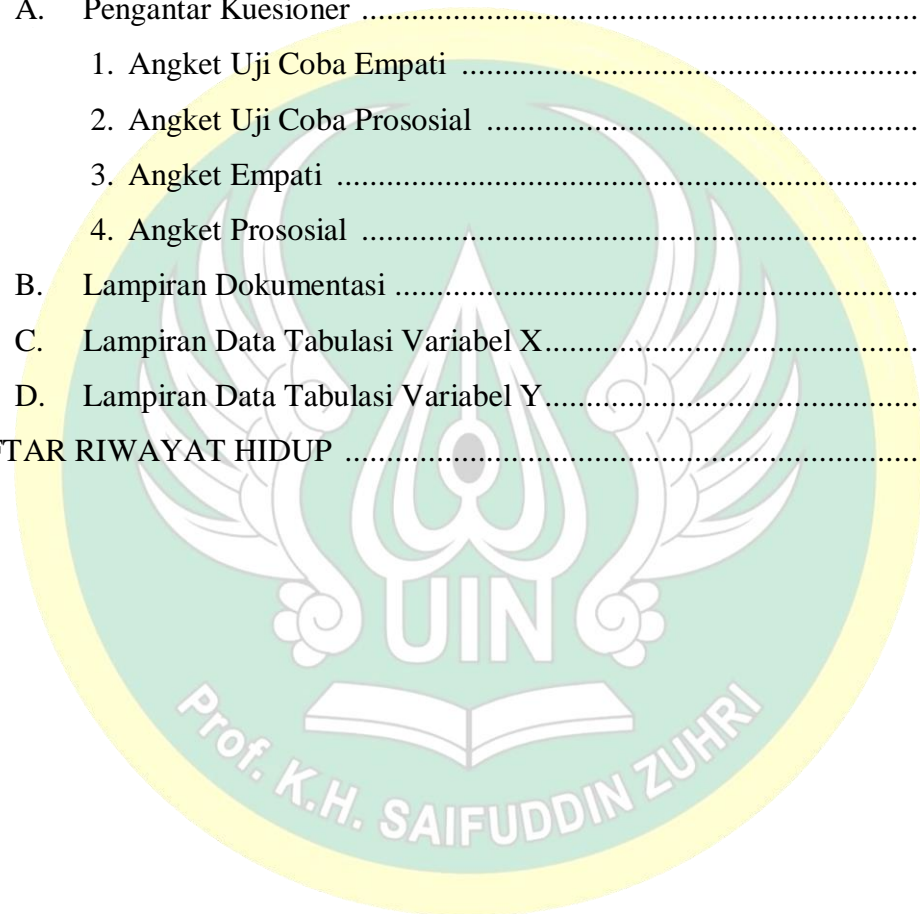 A. Pengantar Kuesioner ....................................................................................
1. Angket Uji Coba Empati .....................................................................
2. Angket Uji Coba Prososial .................................................................
3. Angket Empati ........................................................................................
4. Angket Prososial ....................................................................................
B. Lampiran Dokumentasi ...............................................................................
C. Lampiran Data Tabulasi Variabel X.........................................................
D. Lampiran Data Tabulasi Variabel Y.........................................................
TAR RIWAYAT HIDUP .......................................................................................
UIN
Prof. K.H. SAIFUDDIN ZUHRI